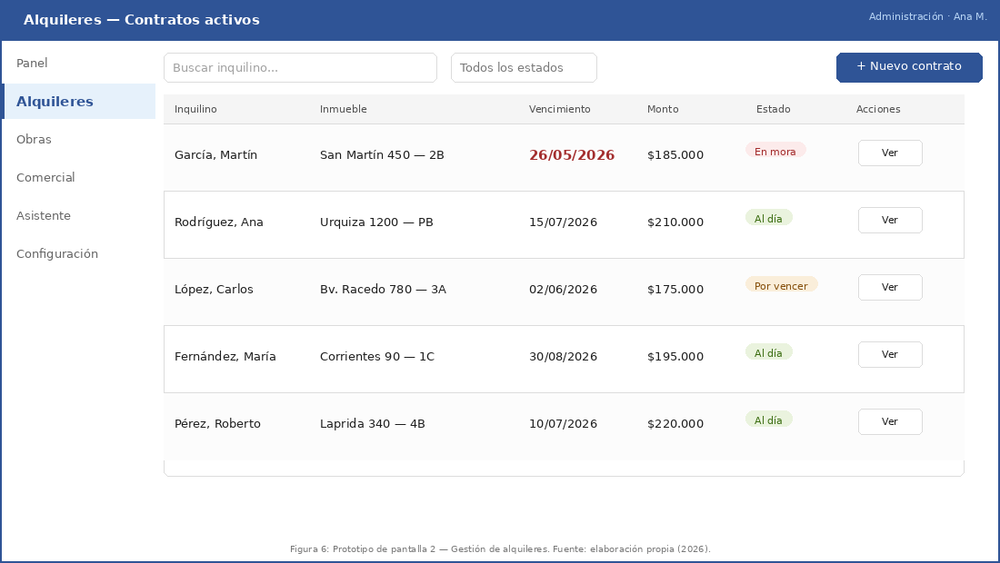 Alquileres — Contratos activos
Administración · Ana M.
Panel
Alquileres
Obras
Comercial
Asistente
Configuración
Buscar inquilino...
Todos los estados
+ Nuevo contrato
Inquilino Inmueble Vencimiento Monto Estado Acciones
García, Martín San Martín 450 — 2B 26/05/2026 $185.000 En mora Ver
Rodríguez, Ana Urquiza 1200 — PB 15/07/2026 $210.000 Al día Ver
López, Carlos Bv. Racedo 780 — 3A 02/06/2026 $175.000 Por vencer Ver
Fernández, María Corrientes 90 — 1C 30/08/2026 $195.000 Al día Ver
Pérez, Roberto Laprida 340 — 4B 10/07/2026 $220.000 Al día Ver
Figura 6: Prototipo de pantalla 2 — Gestión de alquileres. Fuente: elaboración propia (2026).